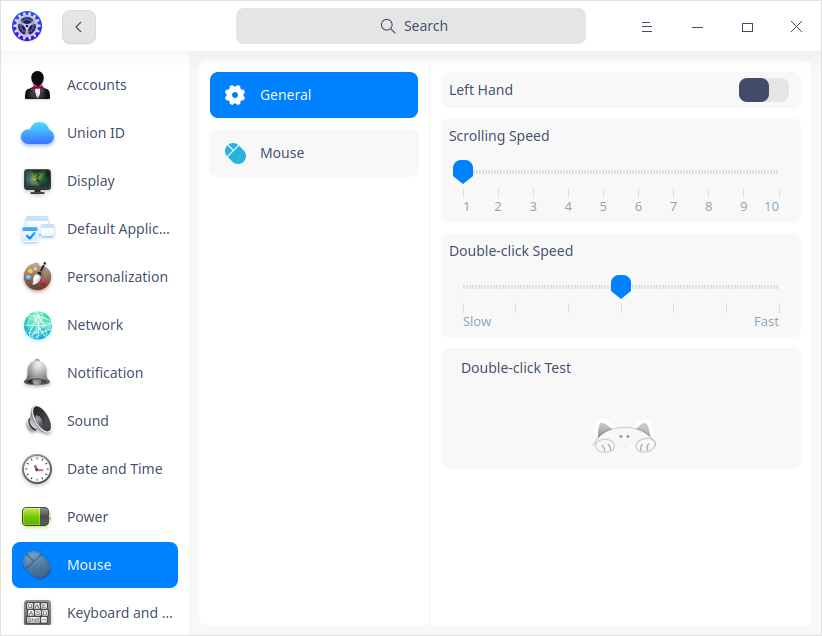 Search
Accounts
Union ID
Display
Default Applic...
Personalization
Network
Notification
Sound
Date and Time
Power
Mouse
Keyboard and ...
General
Mouse
Left Hand
Scrolling Speed
1 2 3 4 5 6 7 8 9 10
Double-click Speed
Slow Fast
Double-click Test